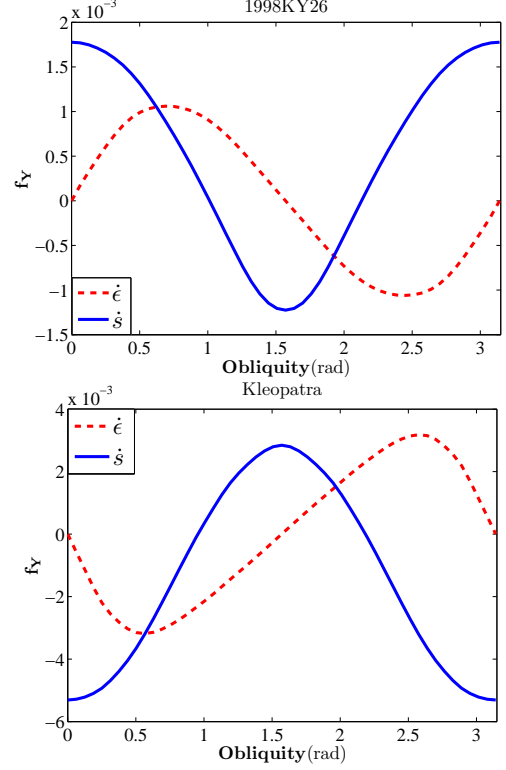 1998KY26
x 10⁻³
2
1.5
1
0.5
0
−0.5
−1
−1.5
f_Y
ϵ̇
ṡ
0 0.5 1 1.5 2 2.5 3
Obliquity(rad)
Kleopatra
x 10⁻³
4
2
0
−2
−4
−6
f_Y
ϵ̇
ṡ
0 0.5 1 1.5 2 2.5 3
Obliquity(rad)